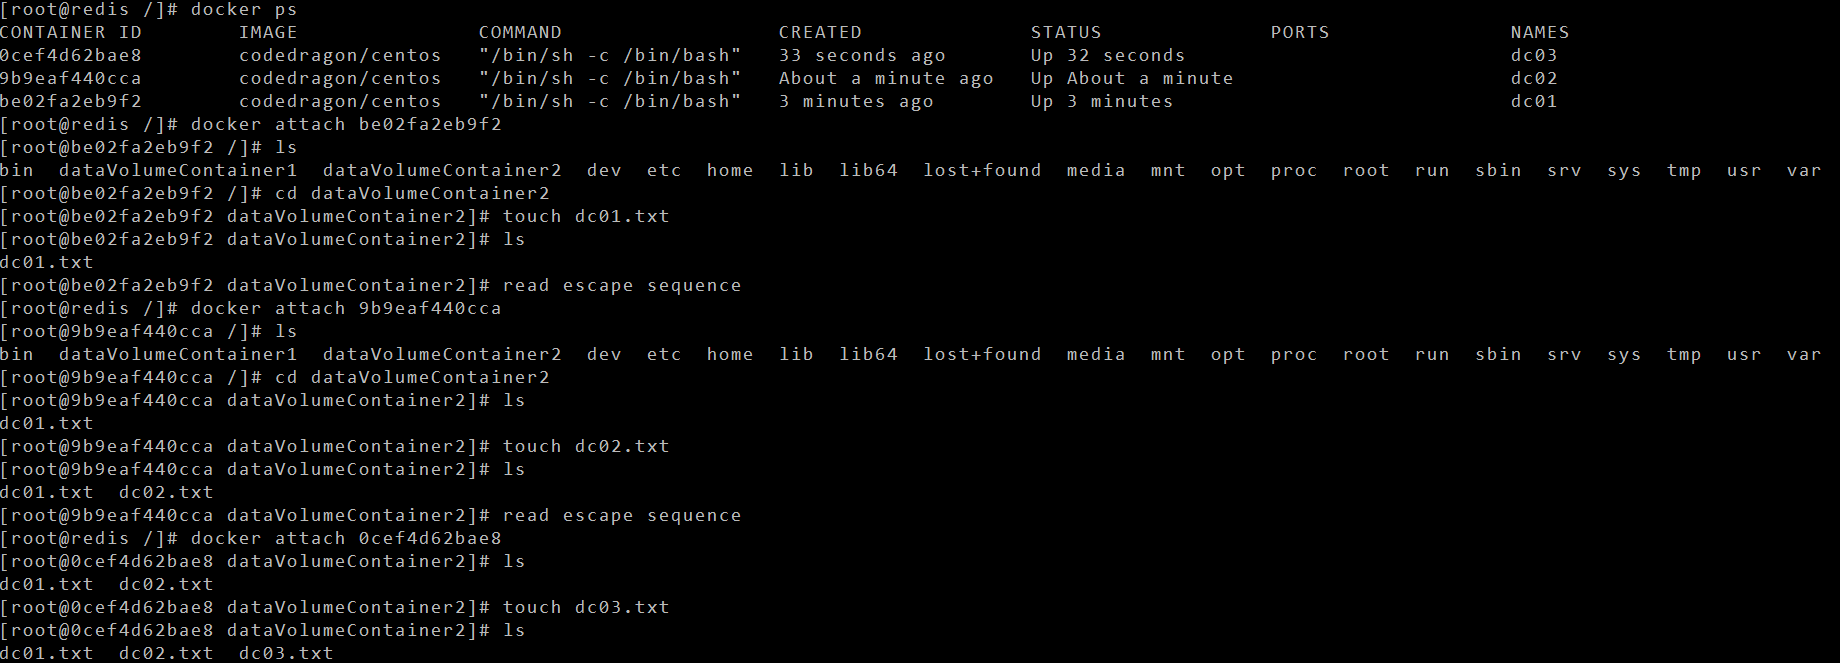 [root@redis /]# docker ps
CONTAINER ID        IMAGE               COMMAND                  CREATED              STATUS              PORTS               NAMES
0cef4d62bae8        codedragon/centos   "/bin/sh -c /bin/bash"   33 seconds ago       Up 32 seconds                           dc03
9b9eaf440cca        codedragon/centos   "/bin/sh -c /bin/bash"   About a minute ago   Up About a minute                       dc02
be02fa2eb9f2        codedragon/centos   "/bin/sh -c /bin/bash"   3 minutes ago        Up 3 minutes                            dc01
[root@redis /]# docker attach be02fa2eb9f2
[root@be02fa2eb9f2 /]# ls
bin  dataVolumeContainer1  dataVolumeContainer2  dev  etc  home  lib  lib64  lost+found  media  mnt  opt  proc  root  run  sbin  srv  sys  tmp  usr  var
[root@be02fa2eb9f2 /]# cd dataVolumeContainer2
[root@be02fa2eb9f2 dataVolumeContainer2]# touch dc01.txt
[root@be02fa2eb9f2 dataVolumeContainer2]# ls
dc01.txt
[root@be02fa2eb9f2 dataVolumeContainer2]# read escape sequence
[root@redis /]# docker attach 9b9eaf440cca
[root@9b9eaf440cca /]# ls
bin  dataVolumeContainer1  dataVolumeContainer2  dev  etc  home  lib  lib64  lost+found  media  mnt  opt  proc  root  run  sbin  srv  sys  tmp  usr  var
[root@9b9eaf440cca /]# cd dataVolumeContainer2
[root@9b9eaf440cca dataVolumeContainer2]# ls
dc01.txt
[root@9b9eaf440cca dataVolumeContainer2]# touch dc02.txt
[root@9b9eaf440cca dataVolumeContainer2]# ls
dc01.txt  dc02.txt
[root@9b9eaf440cca dataVolumeContainer2]# read escape sequence
[root@redis /]# docker attach 0cef4d62bae8
[root@0cef4d62bae8 dataVolumeContainer2]# ls
dc01.txt  dc02.txt
[root@0cef4d62bae8 dataVolumeContainer2]# touch dc03.txt
[root@0cef4d62bae8 dataVolumeContainer2]# ls
dc01.txt  dc02.txt  dc03.txt